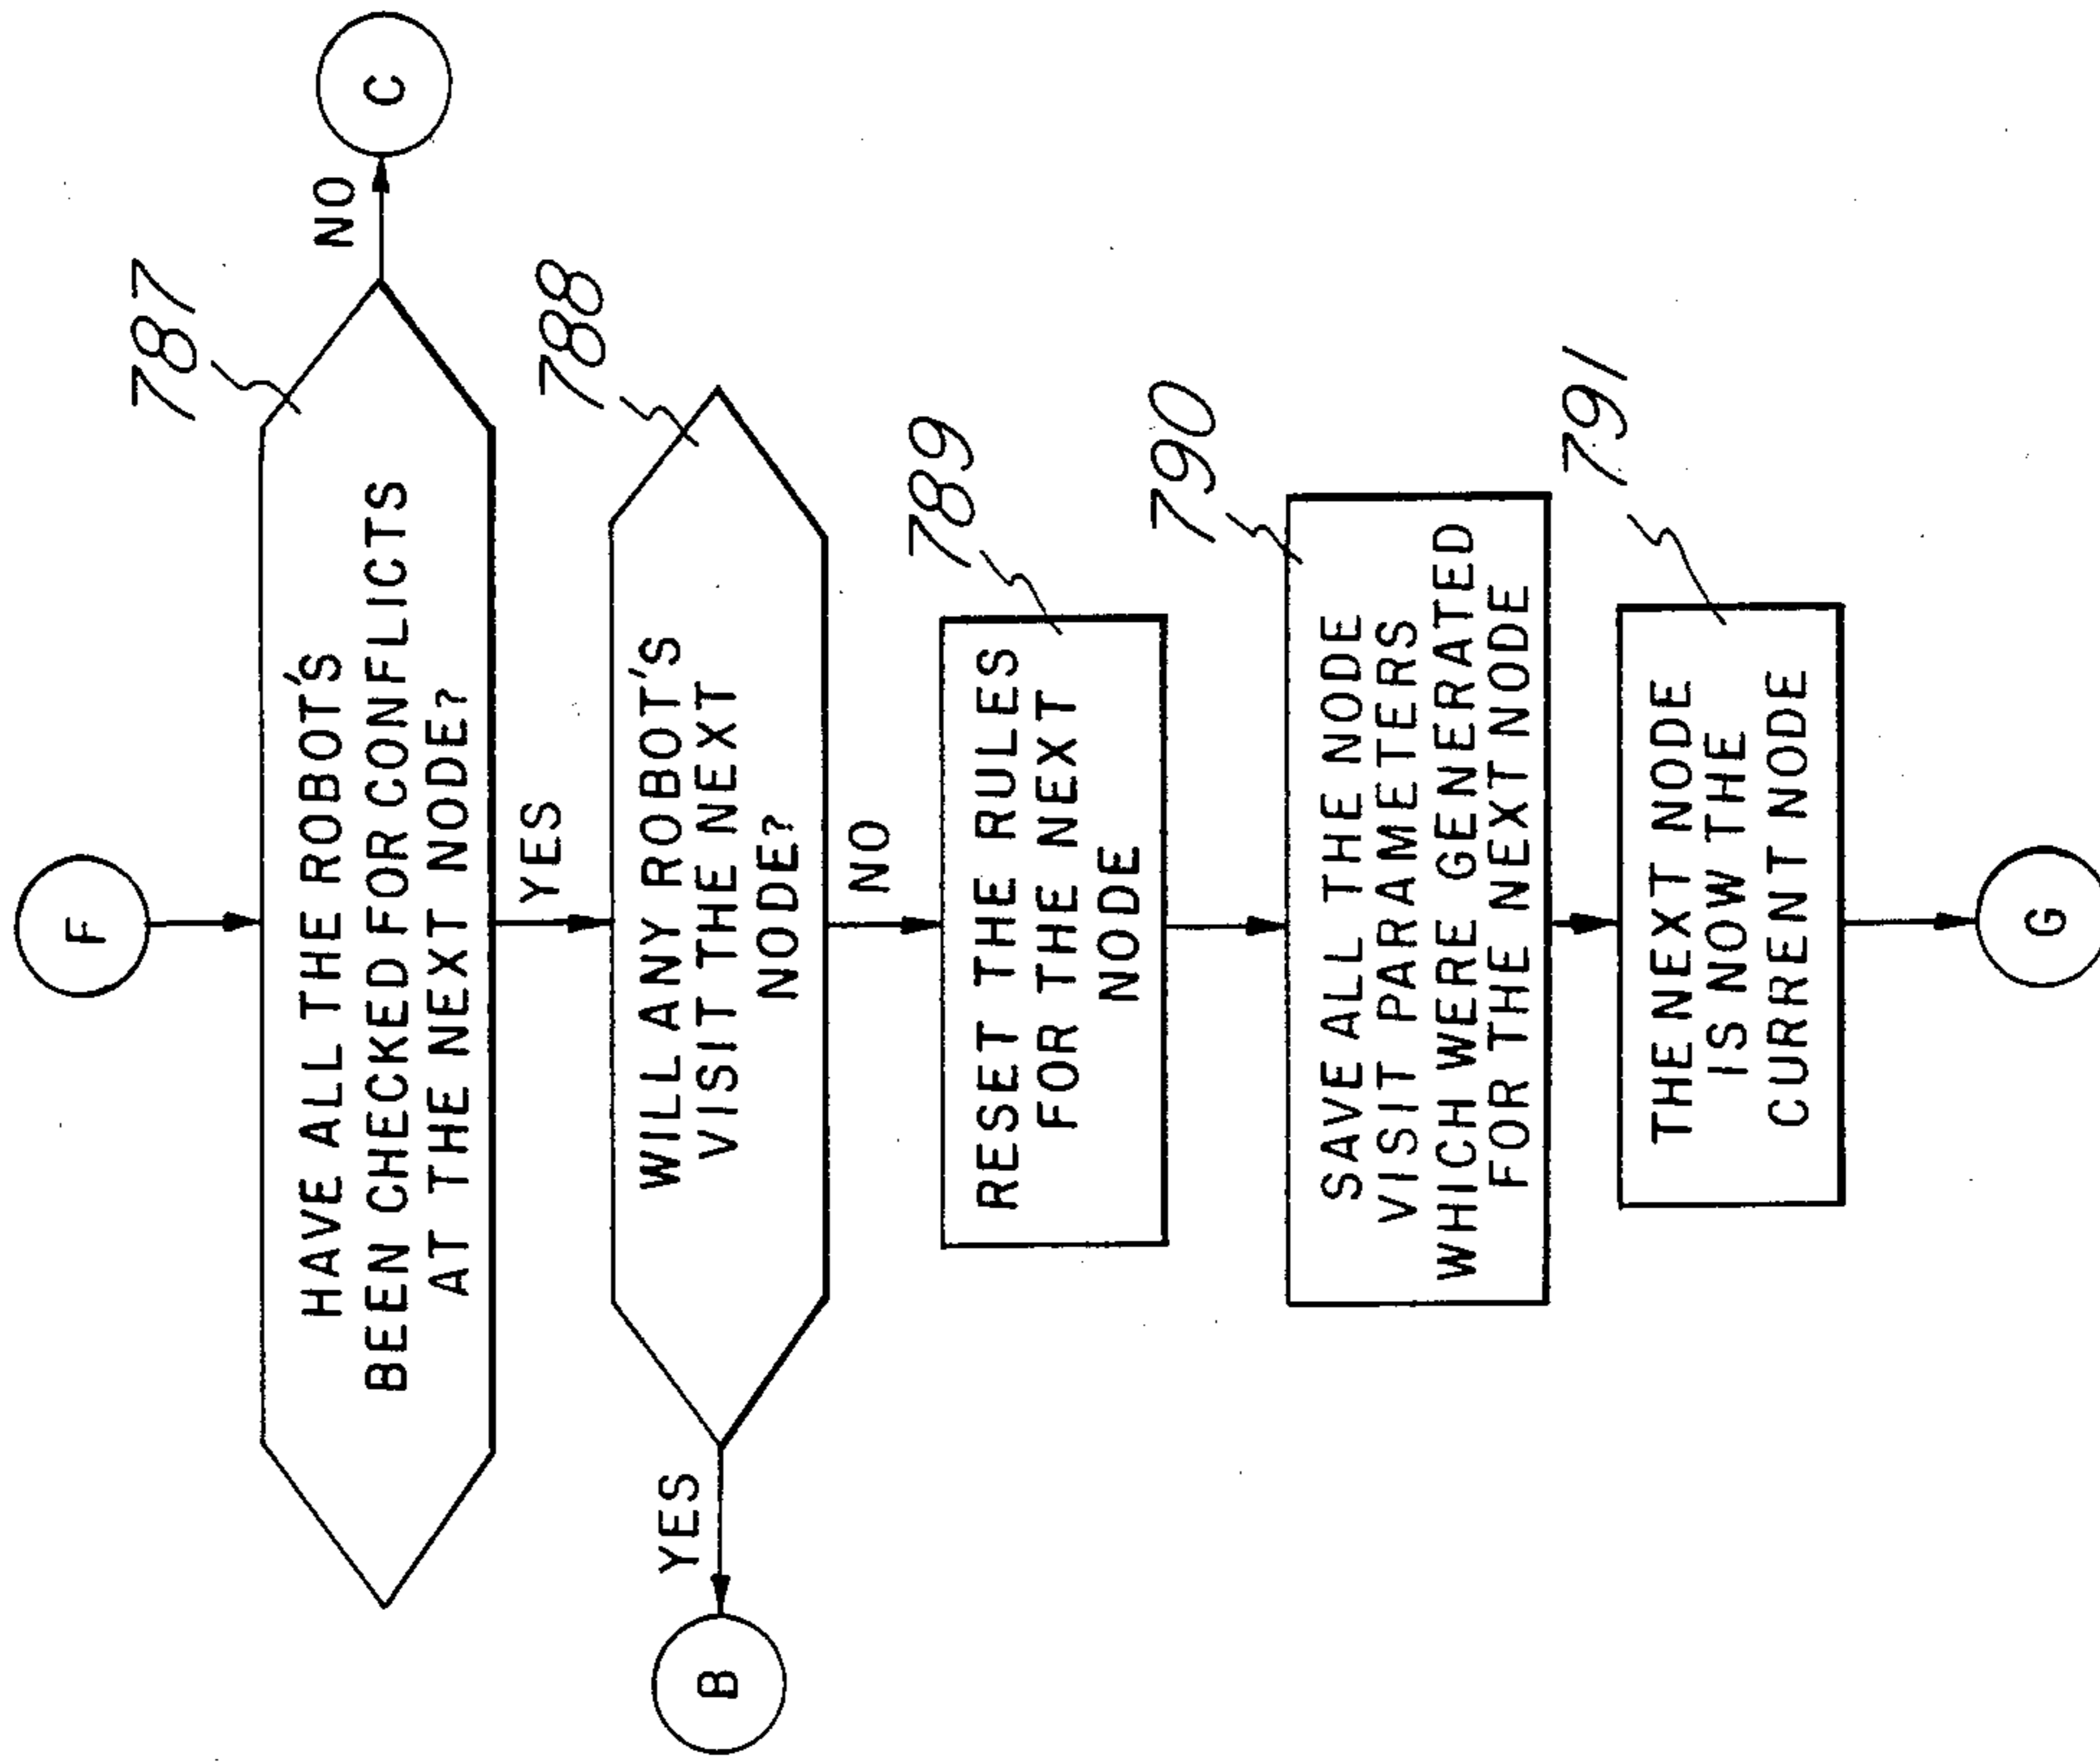 F
787
HAVE ALL THE ROBOT'S
BEEN CHECKED FOR CONFLICTS
AT THE NEXT NODE?
NO
C
YES
788
WILL ANY ROBOT'S
VISIT THE NEXT
NODE?
YES
B
NO
789
RESET THE RULES
FOR THE NEXT
NODE
790
SAVE ALL THE NODE
VISIT PARAMETERS
WHICH WERE GENERATED
FOR THE NEXT NODE
791
THE NEXT NODE
IS NOW THE
CURRENT NODE
G